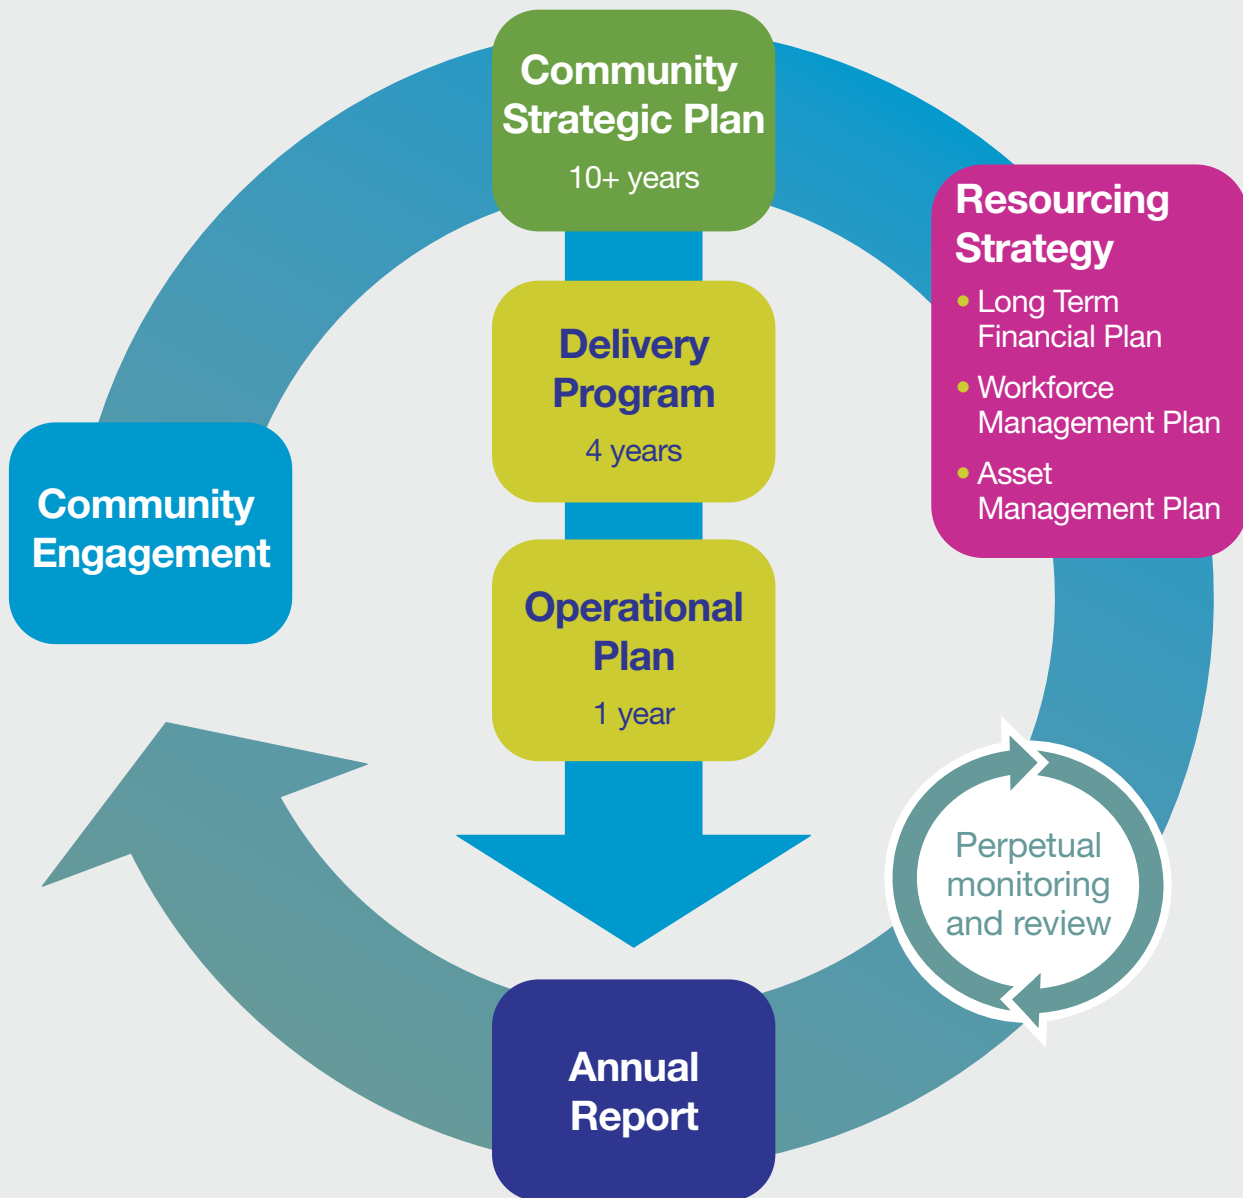 Community
Strategic Plan
10+ years
Resourcing
Strategy
• Long Term
Financial Plan
• Workforce
Management Plan
• Asset
Management Plan
Delivery
Program
4 years
Community
Engagement
Operational
Plan
1 year
Perpetual
monitoring
and review
Annual
Report